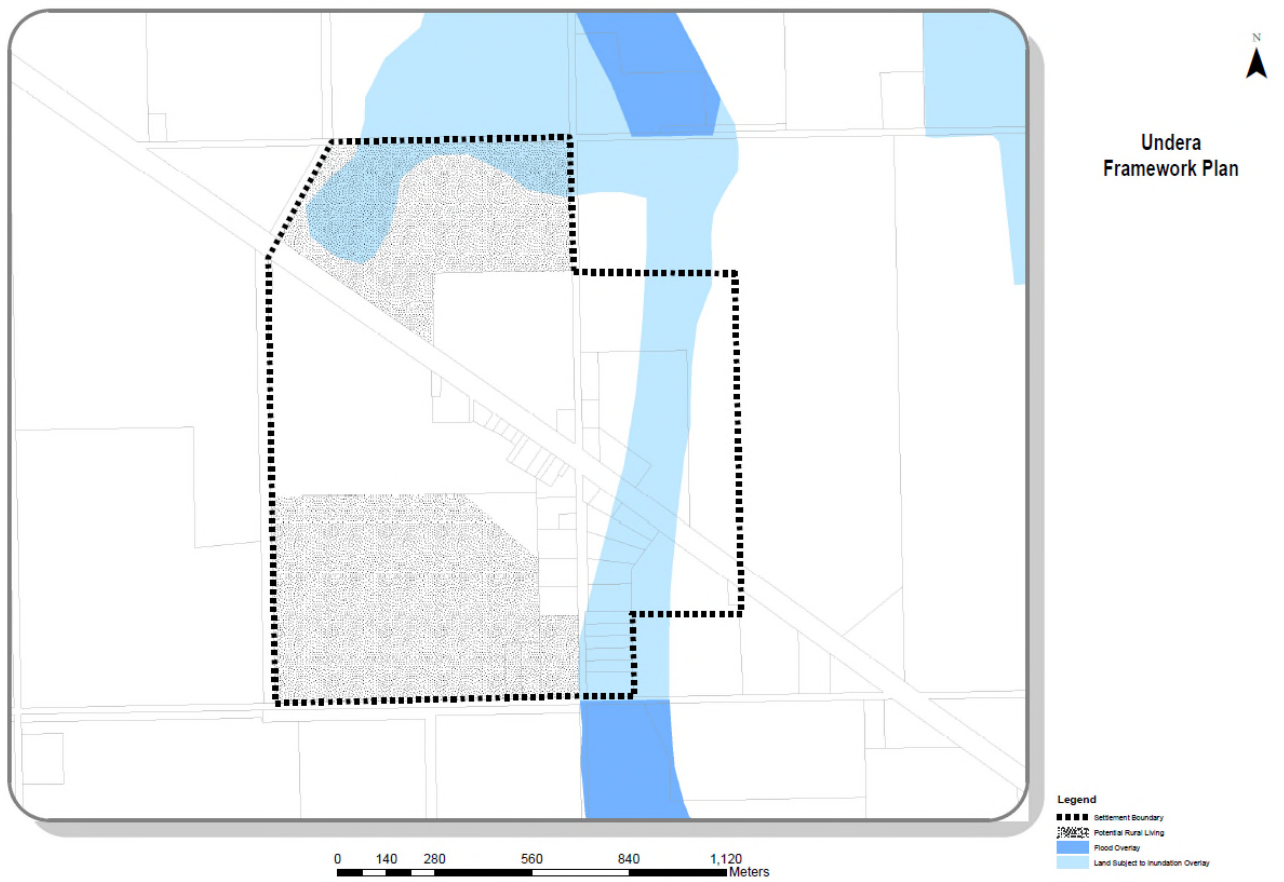 N
Undera
Framework Plan
Legend
Settlement Boundary
Potential Rural Living
Flood Overlay
Land Subject to Inundation Overlay
0 140 280 560 840 1,120
Meters